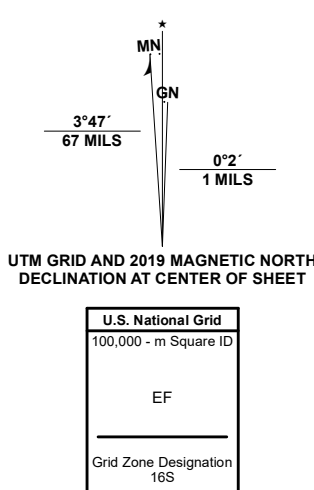 ★
MN
GN
3°47´
67 MILS
0°2´
1 MILS
UTM GRID AND 2019 MAGNETIC NORTH
DECLINATION AT CENTER OF SHEET
U.S. National Grid
100,000 - m Square ID
EF
Grid Zone Designation
16S